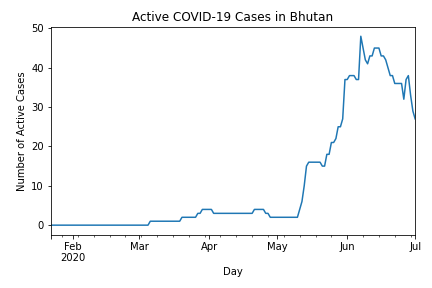 Active COVID-19 Cases in Bhutan
50
40
30
20
10
0
Number of Active Cases
Feb Mar Apr May Jun Jul
2020
Day